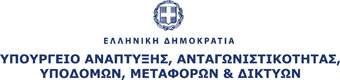 ΕΛΛΗΝΙΚΗ ΔΗΜΟΚΡΑΤΙΑ
ΥΠΟΥΡΓΕΙΟ ΑΝΑΠΤΥΞΗΣ, ΑΝΤΑΓΩΝΙΣΤΙΚΟΤΗΤΑΣ,
ΥΠΟΔΟΜΩΝ, ΜΕΤΑΦΟΡΩΝ & ΔΙΚΤΥΩΝ